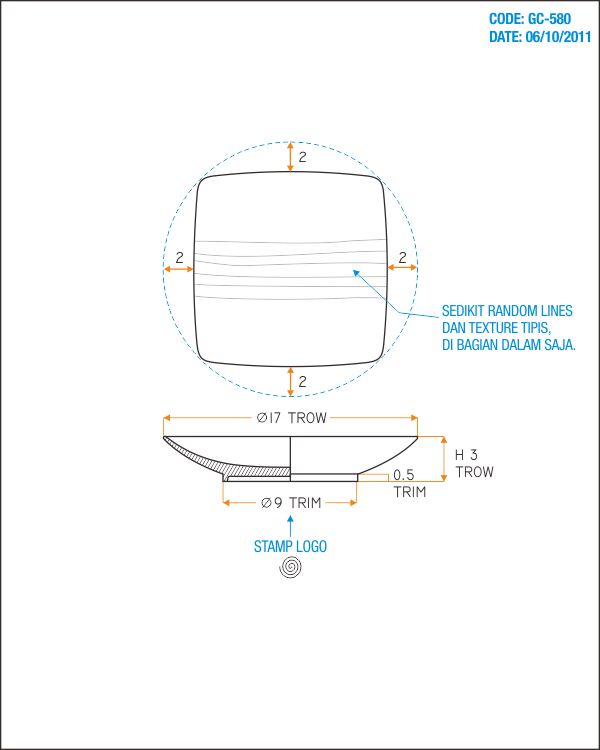 CODE: GC-580
DATE: 06/10/2011
2
2
2
SEDIKIT RANDOM LINES
DAN TEXTURE TIPIS,
DI BAGIAN DALAM SAJA.
2
Ø17 TROW
H 3
TROW
0.5
TRIM
Ø9 TRIM
STAMP LOGO